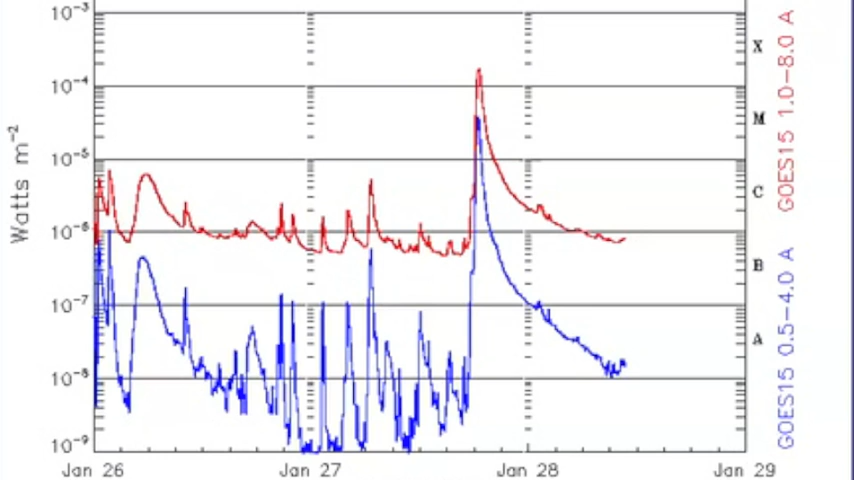 10⁻³
10⁻⁴
10⁻⁵
10⁻⁶
10⁻⁷
10⁻⁸
10⁻⁹
Watts m⁻²
Jan 26
Jan 27
Jan 28
Jan 29
X
M
C
B
A
GOES15 1.0–8.0 A
GOES15 0.5–4.0 A